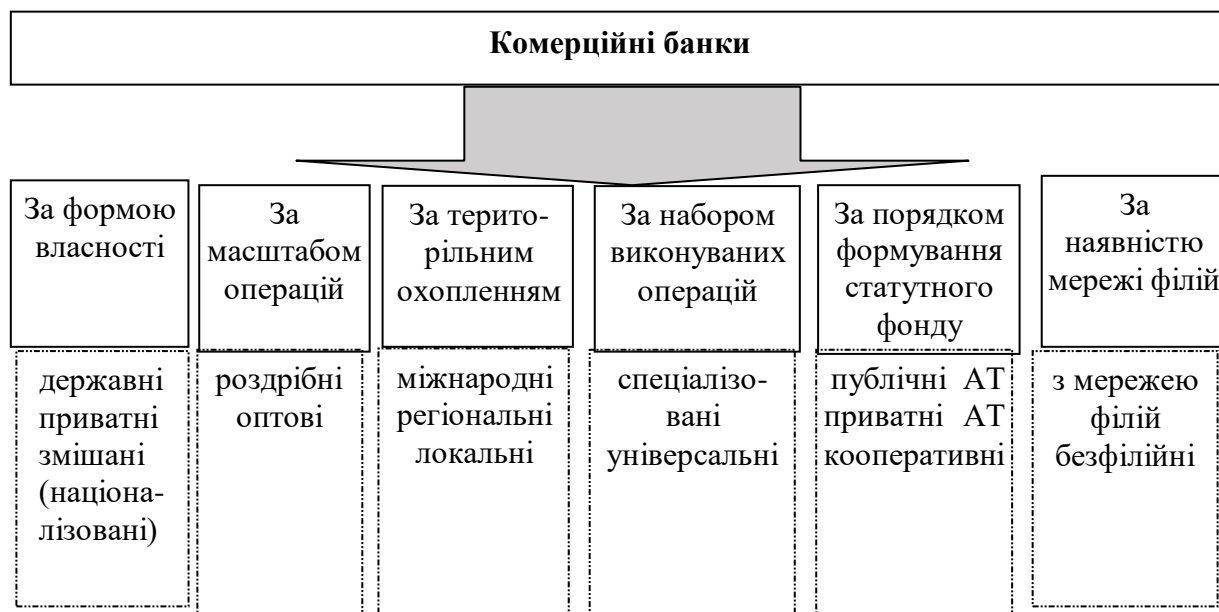 Комерційні банки
За формою
власності
За
масштабом
операцій
За терито-
рільним
охопленням
За набором
виконуваних
операцій
За порядком
формування
статутного
фонду
За
наявністю
мережі філій
державні
приватні
змішані
(націона-
лізовані)
роздрібні
оптові
міжнародні
регіональні
локальні
спеціалізо-
вані
універсальні
публічні АТ
приватні АТ
кооперативні
з мережею
філій
безфілійні